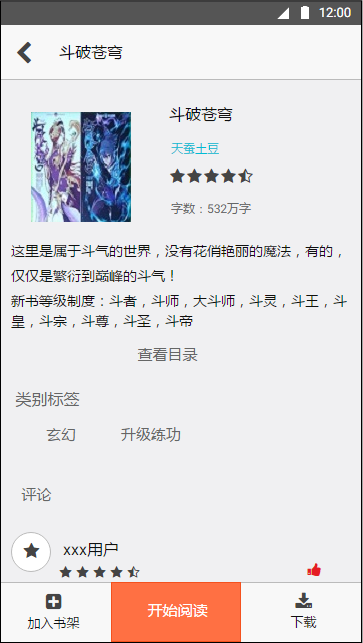 12:00
斗破苍穹
斗破苍穹
天蚕土豆
字数：532万字
这里是属于斗气的世界，没有花俏艳丽的魔法，有的，
仅仅是繁衍到巅峰的斗气！
新书等级制度：斗者，斗师，大斗师，斗灵，斗王，斗
皇，斗宗，斗尊，斗圣，斗帝
查看目录
类别标签
玄幻 升级练功
评论
xxx用户
加入书架 开始阅读 下载